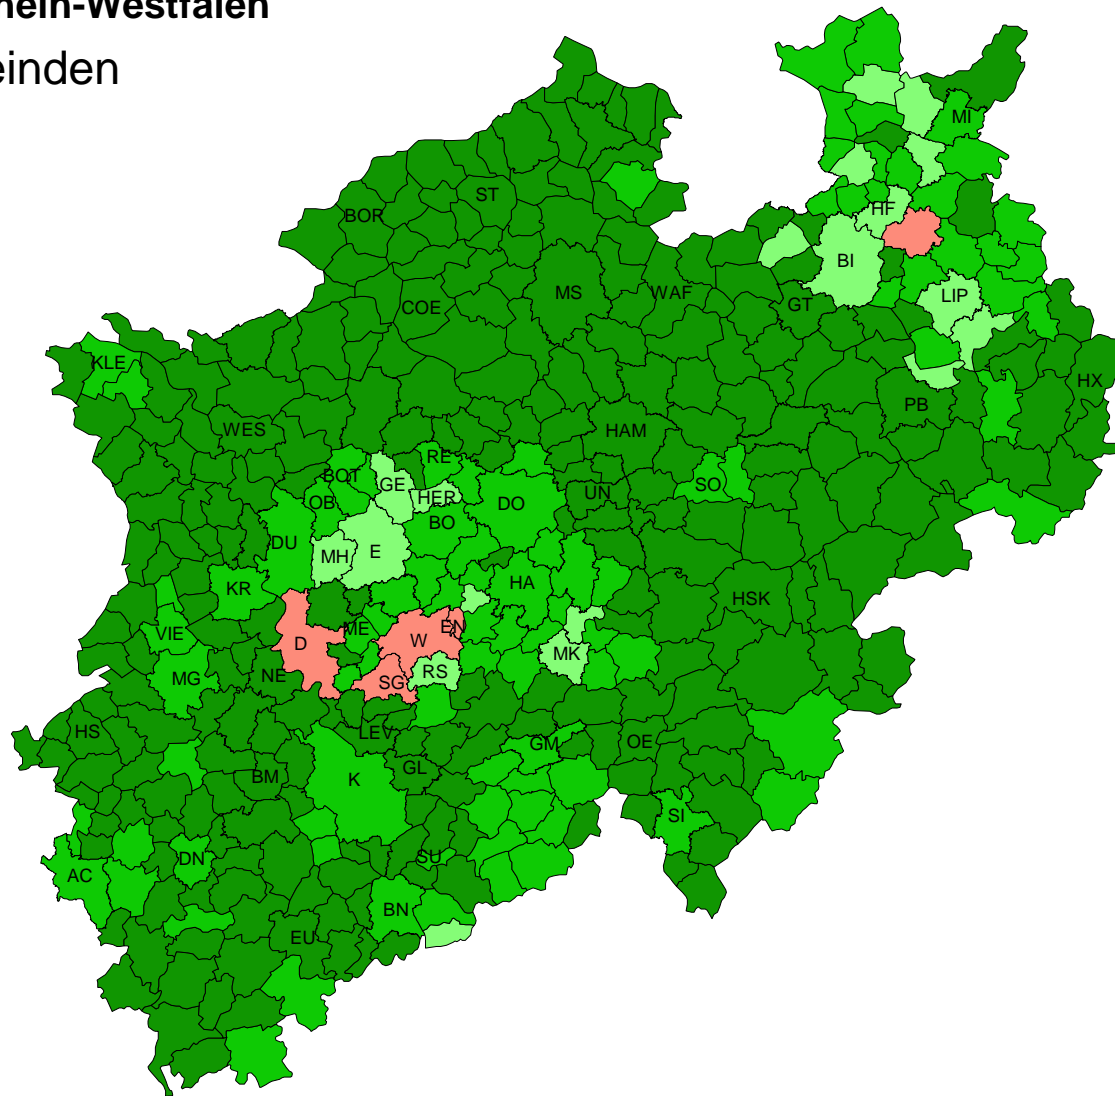 hein-Westfalen
einden
MI
ST
HF
BOR
BI
MS
WAF
LIP
COE
GT
KLE
HX
PB
WES
HAM
RE
BOT
GE
SO
HER
UN
OB
DO
BO
DU
E
MH
HA
KR
HSK
EN
ME
VIE
W
D
MK
RS
NE
MG
SG
HS
LEV
OE
GM
GL
BM
K
SI
SU
DN
AC
BN
EU